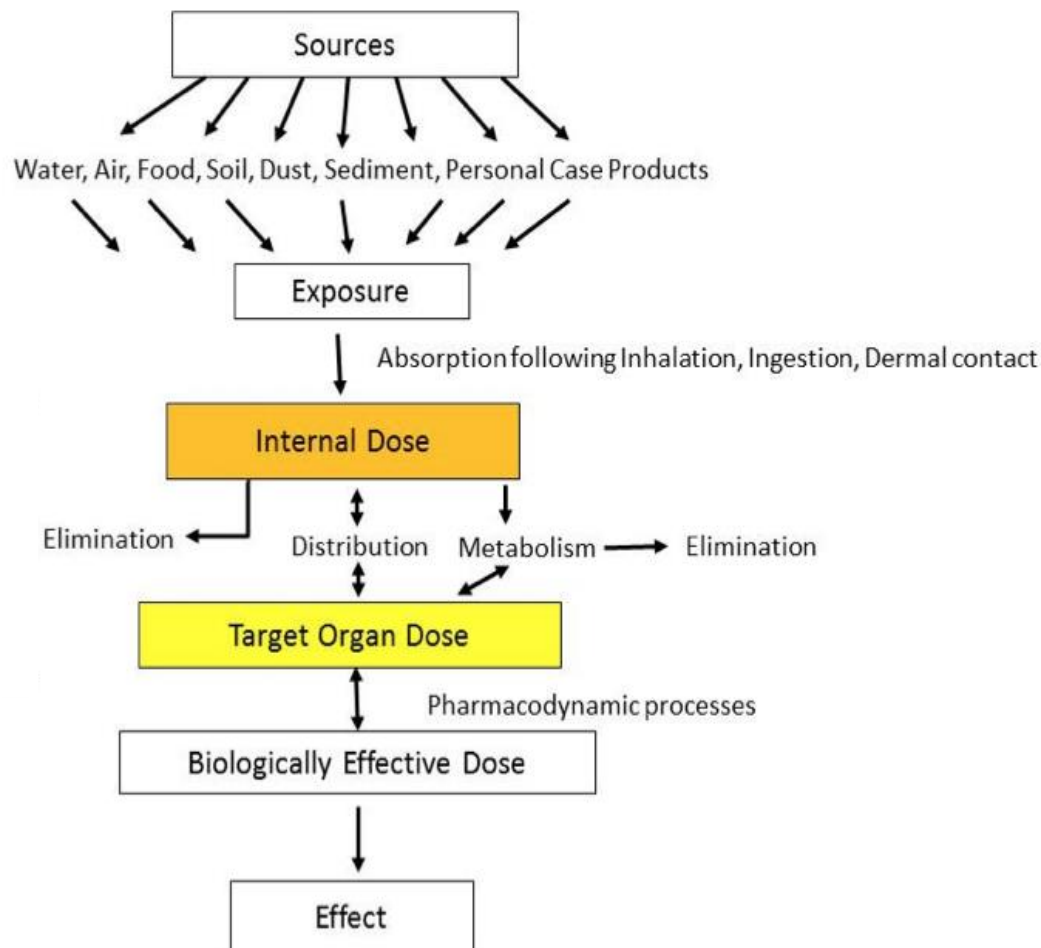 Sources
Water, Air, Food, Soil, Dust, Sediment, Personal Case Products
Exposure
Absorption following Inhalation, Ingestion, Dermal contact
Internal Dose
Elimination
Distribution
Metabolism
Elimination
Target Organ Dose
Pharmacodynamic processes
Biologically Effective Dose
Effect